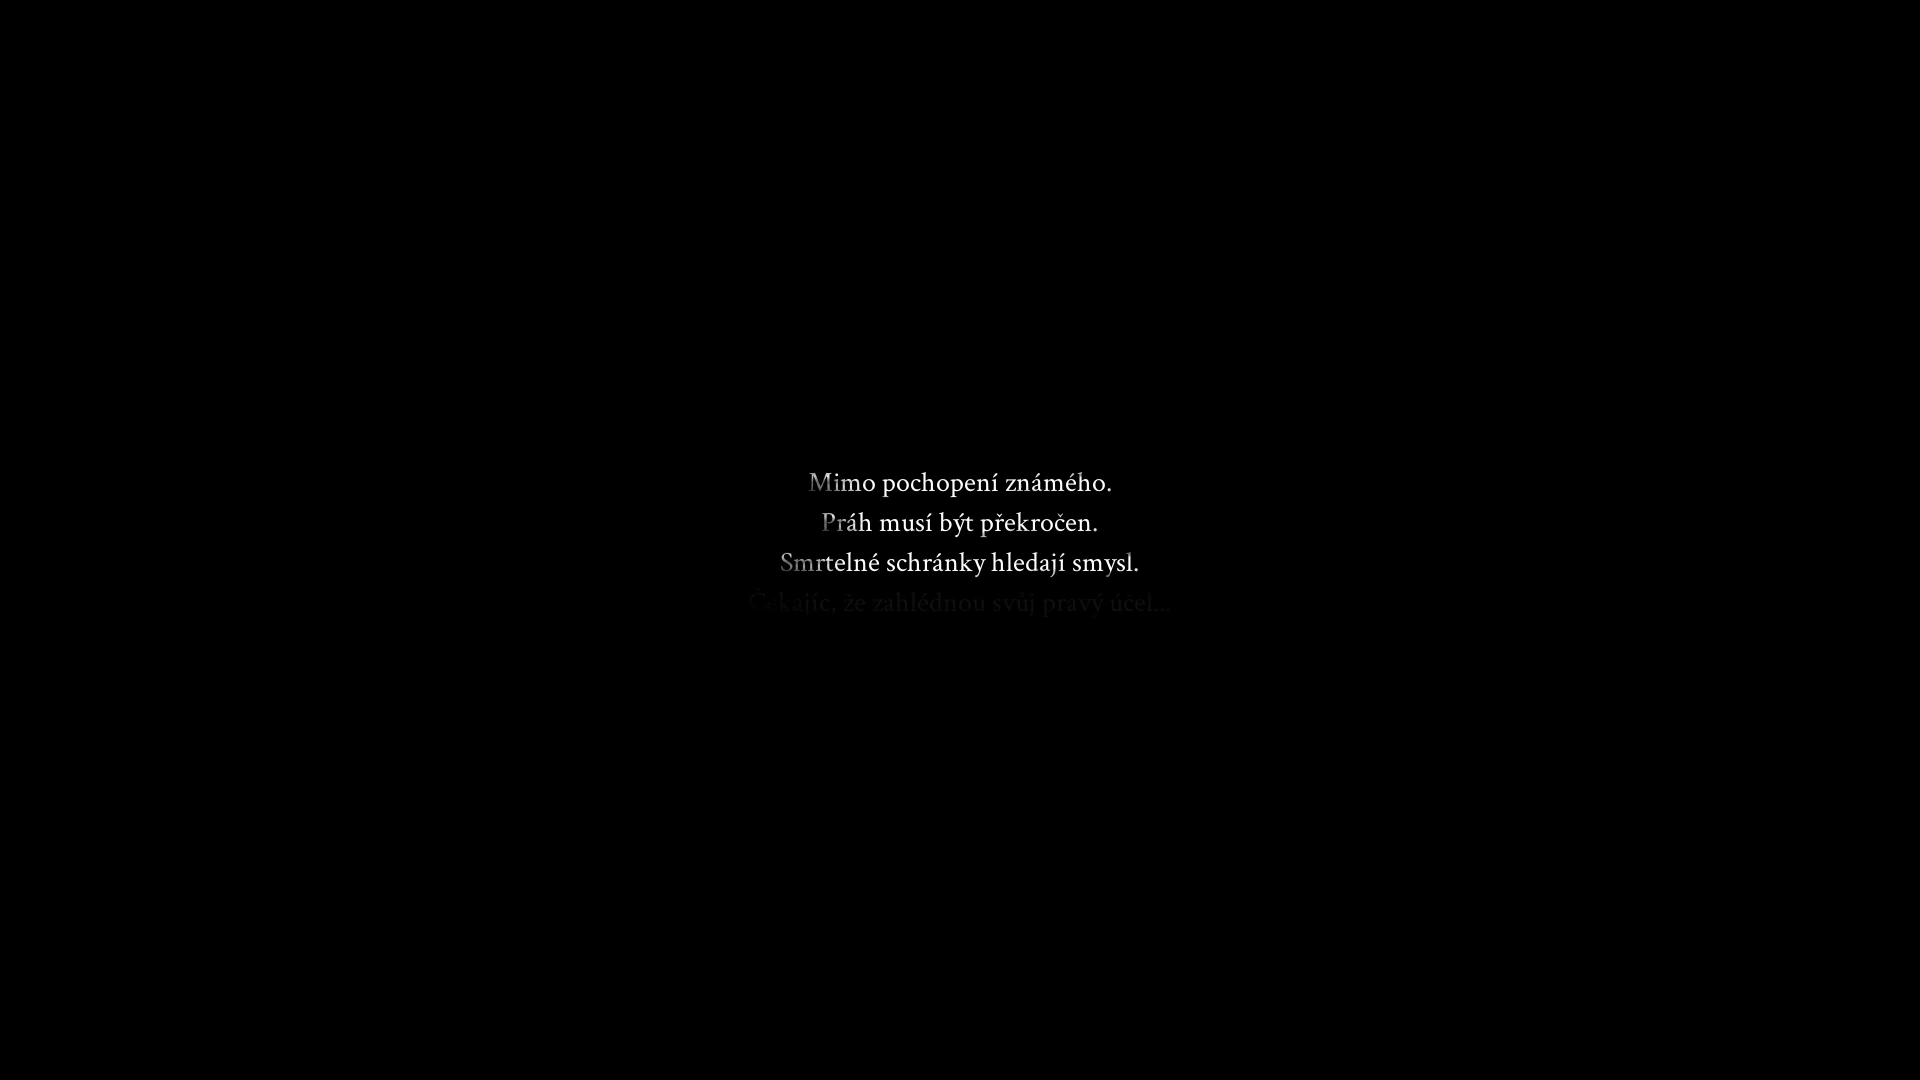 Mimo pochopení známého.
Práh musí být překročen.
Smrtelné schránky hledají smysl.
Čekajíc, že zahlédnou svůj pravý účel...